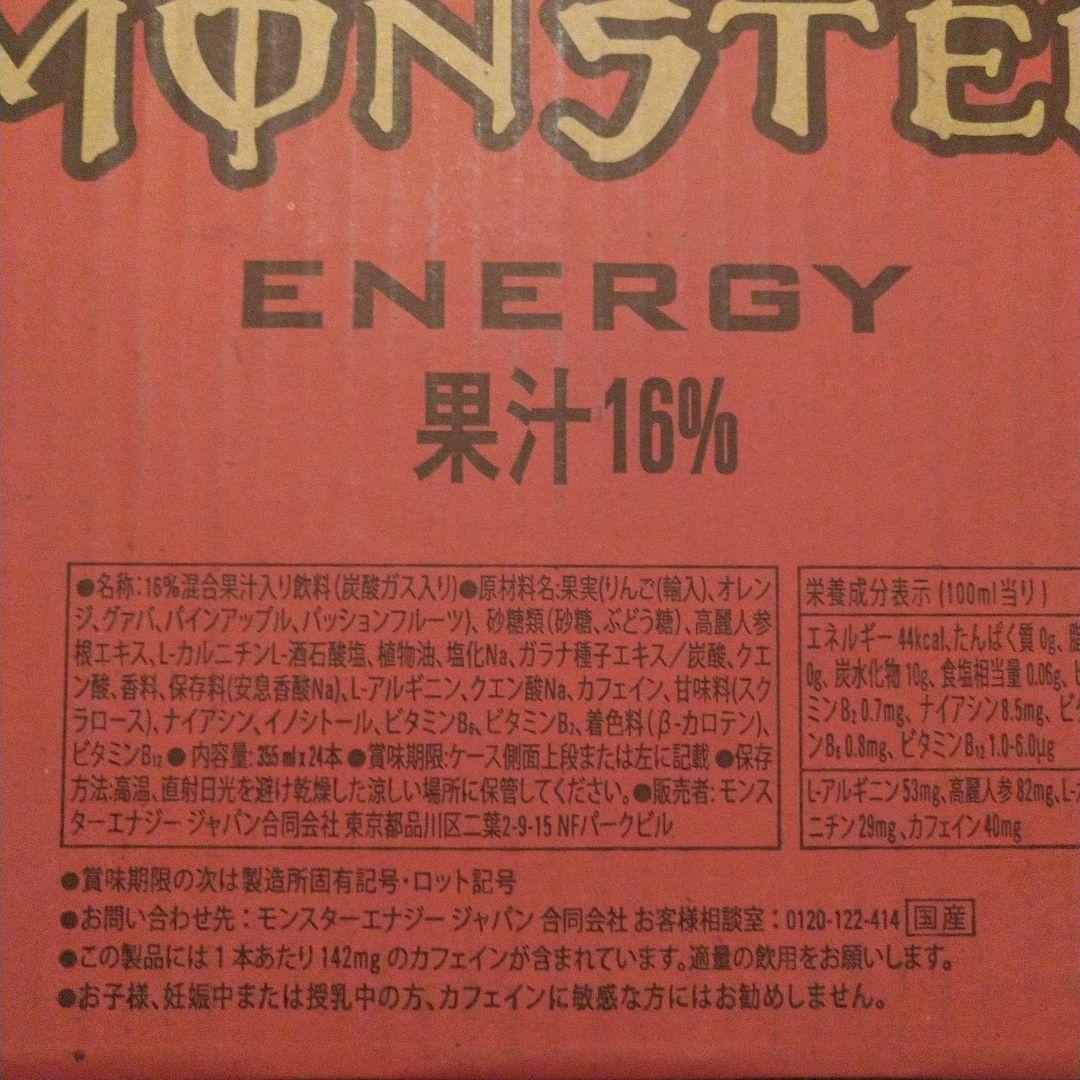 MONSTE
ENERGY
果汁16%
●名称:16%混合果汁入り飲料(炭酸ガス入り)●原材料名:果実(りんご(輸入)、オレン
ジ、グァバ、パインアップル、パッションフルーツ)、砂糖類(砂糖、ぶどう糖)、高麗人参
根エキス、L-カルニチンL-酒石酸塩、植物油、塩化Na、ガラナ種子エキス/炭酸、クエ
ン酸、香料、保存料(安息香酸Na)、L-アルギニン、クエン酸Na、カフェイン、甘味料(スク
ラロース)、ナイアシン、イノシトール、ビタミンB₆、ビタミンB₂、着色料(β-カロテン)、
ビタミンB₁₂ ●内容量:355ml x 24本 ●賞味期限:ケース側面上段または左に記載 ●保存
方法:高温、直射日光を避け乾燥した涼しい場所に保管してください。●販売者:モンス
ターエナジー ジャパン合同会社 東京都品川区二葉2-9-15 NFパークビル
栄養成分表示 (100ml当り)
エネルギー 44kcal、たんぱく質 0g、脂
0g、炭水化物 10g、食塩相当量 0.06g、ビ
ミンB₂ 0.7mg、ナイアシン 8.5mg、ビタ
ンB₆ 0.8mg、ビタミンB₁₂ 1.0-6.0μg
L-アルギニン 53mg、高麗人参 82mg、L-
ニチン 29mg、カフェイン 40mg
●賞味期限の次は製造所固有記号・ロット記号
●お問い合わせ先:モンスターエナジー ジャパン 合同会社 お客様相談室:0120-122-414 国産
●この製品には1本あたり142mgのカフェインが含まれています。適量の飲用をお願いします。
●お子様、妊娠中または授乳中の方、カフェインに敏感な方にはお勧めしません。